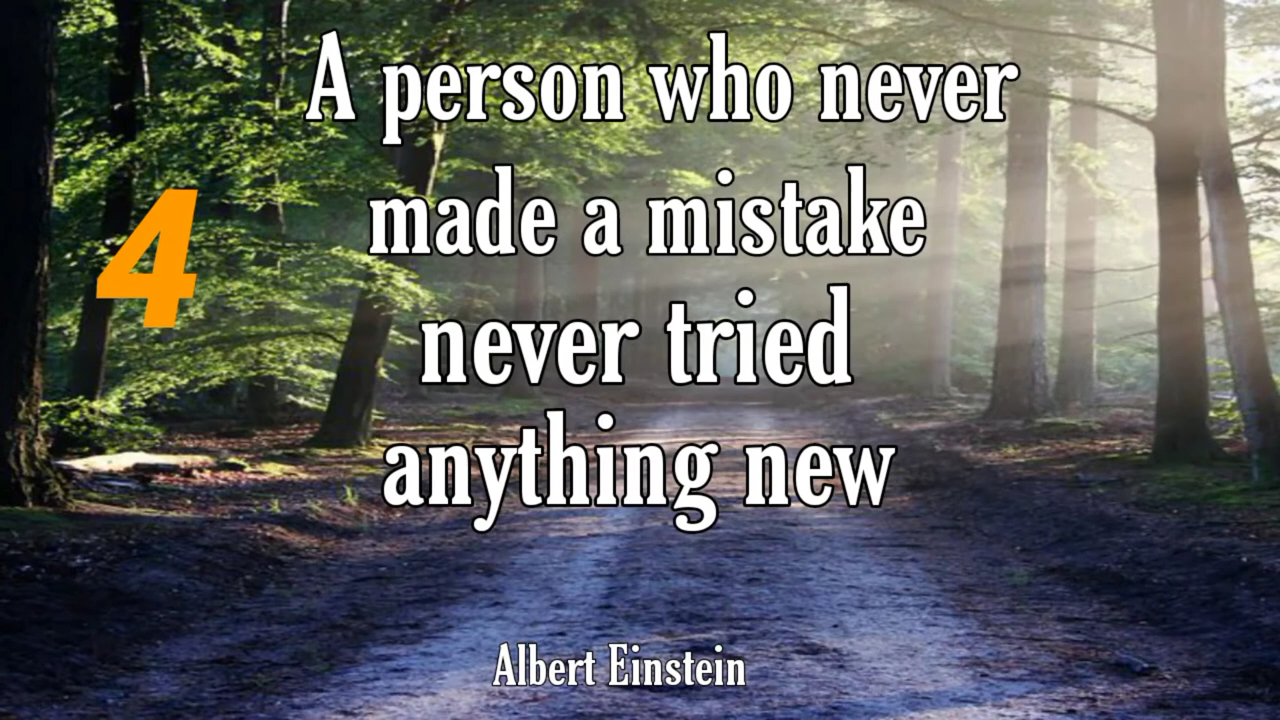 A person who never
4
made a mistake
never tried
anything new
Albert Einstein